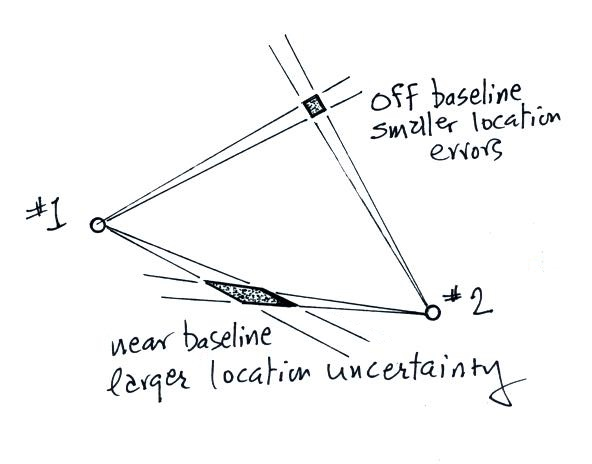 off baseline
smaller location
errors
#1
#2
near baseline
larger location uncertainty